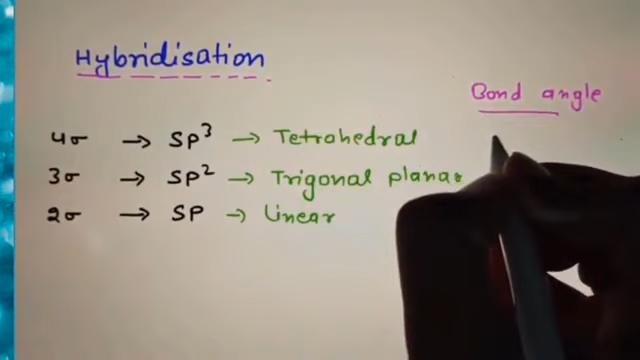 Hybridisation
Bond angle
4σ → SP³ → Tetrahedral
3σ → SP² → Trigonal planar
2σ → SP → Linear